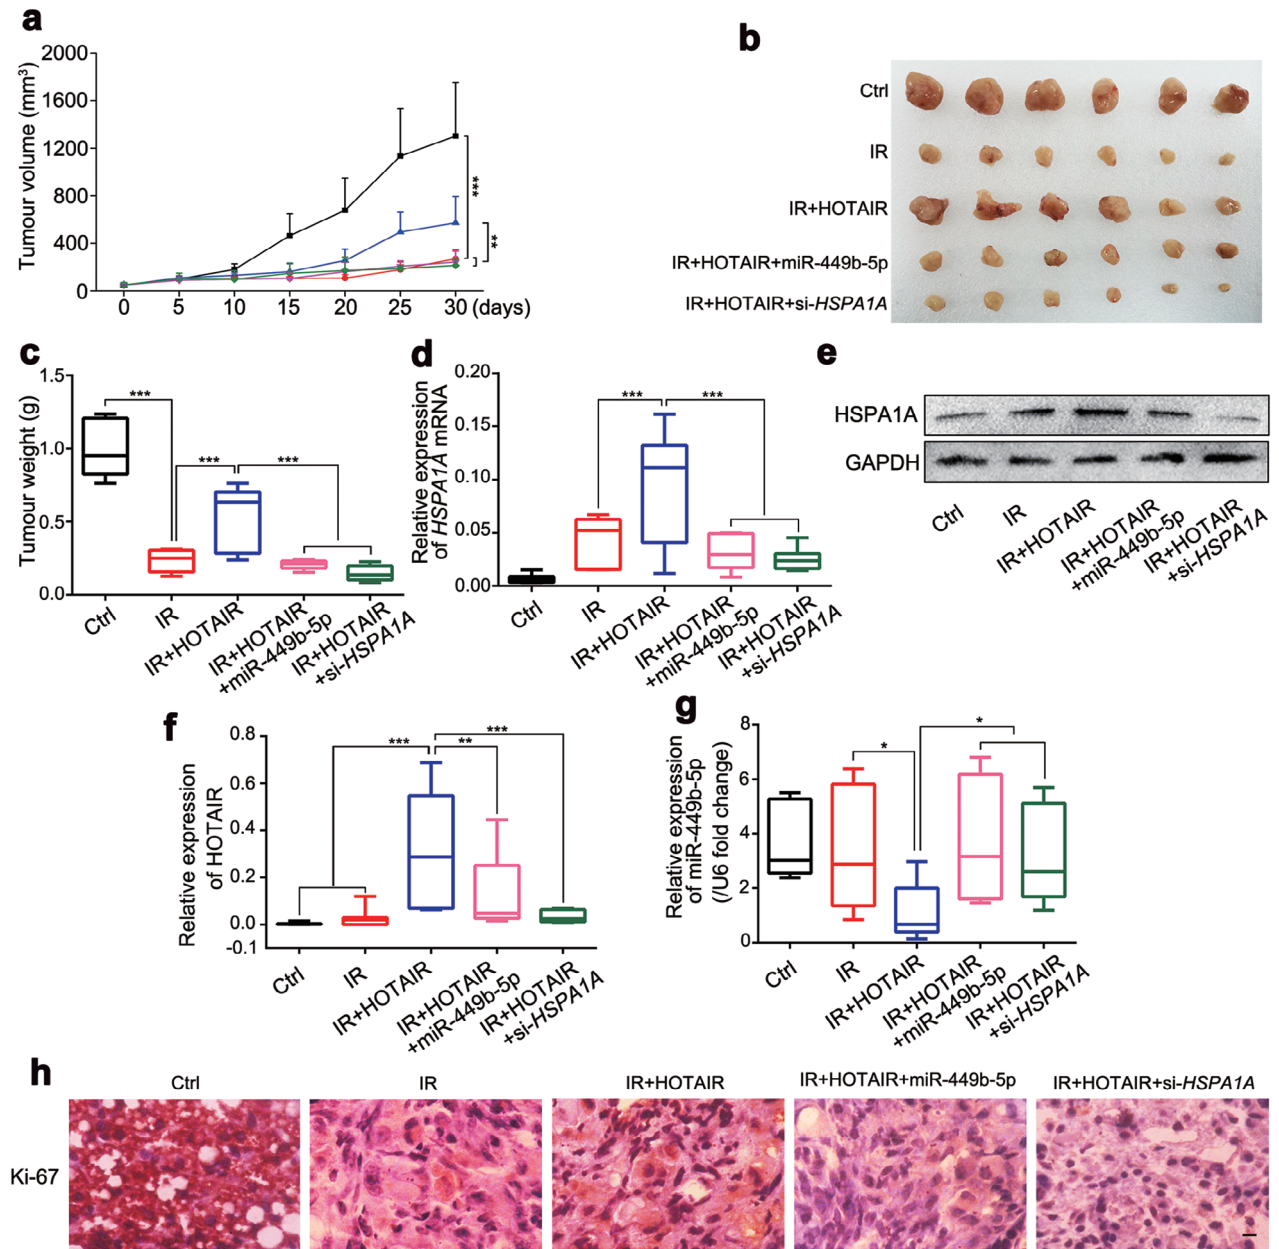 a
Tumour volume (mm³)
2000
1600
1200
800
400
0
0 5 10 15 20 25 30 (days)
***
**
b
Ctrl
IR
IR+HOTAIR
IR+HOTAIR+miR-449b-5p
IR+HOTAIR+si-HSPA1A
c
Tumour weight (g)
1.5
1.0
0.5
0.0
***
***
***
Ctrl
IR
IR+HOTAIR
IR+HOTAIR
+miR-449b-5p
IR+HOTAIR
+si-HSPA1A
d
Relative expression
of HSPA1A mRNA
0.20
0.15
0.10
0.05
0.00
***
***
Ctrl
IR
IR+HOTAIR
IR+HOTAIR
+miR-449b-5p
IR+HOTAIR
+si-HSPA1A
e
HSPA1A
GAPDH
Ctrl
IR
IR+HOTAIR
IR+HOTAIR
+miR-449b-5p
IR+HOTAIR
+si-HSPA1A
f
Relative expression
of HOTAIR
0.8
0.6
0.4
0.2
0.0
-0.1
***
**
***
Ctrl
IR
IR+HOTAIR
IR+HOTAIR
+miR-449b-5p
IR+HOTAIR
+si-HSPA1A
g
Relative expression
of miR-449b-5p
(/U6 fold change)
8
6
4
2
0
*
*
Ctrl
IR
IR+HOTAIR
IR+HOTAIR
+miR-449b-5p
IR+HOTAIR
+si-HSPA1A
h
Ctrl
IR
IR+HOTAIR
IR+HOTAIR+miR-449b-5p
IR+HOTAIR+si-HSPA1A
Ki-67